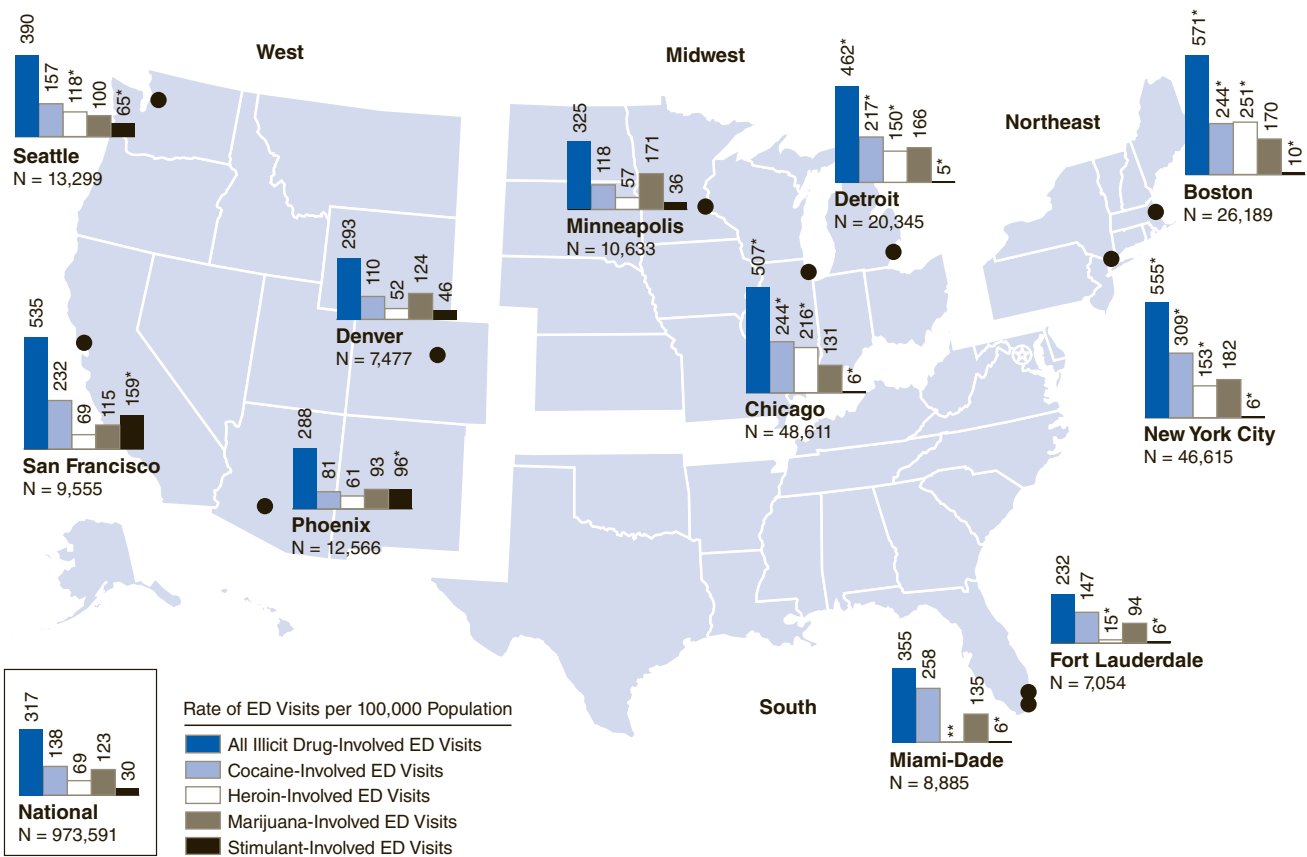 West
Midwest
Northeast
South
390
157
118*
100
65*
Seattle
N = 13,299
535
232
69
115
159*
San Francisco
N = 9,555
293
110
52
124
46
Denver
N = 7,477
288
81
61
93
96*
Phoenix
N = 12,566
325
118
57
171
36
Minneapolis
N = 10,633
462*
217*
150*
166
5*
Detroit
N = 20,345
507*
244*
216*
131
6*
Chicago
N = 48,611
571*
244*
251*
170
10*
Boston
N = 26,189
555*
309*
153*
182
6*
New York City
N = 46,615
232
147
15*
94
6*
Fort Lauderdale
N = 7,054
355
258
**
135
6*
Miami-Dade
N = 8,885
317
138
69
123
30
National
N = 973,591
Rate of ED Visits per 100,000 Population
All Illicit Drug-Involved ED Visits
Cocaine-Involved ED Visits
Heroin-Involved ED Visits
Marijuana-Involved ED Visits
Stimulant-Involved ED Visits